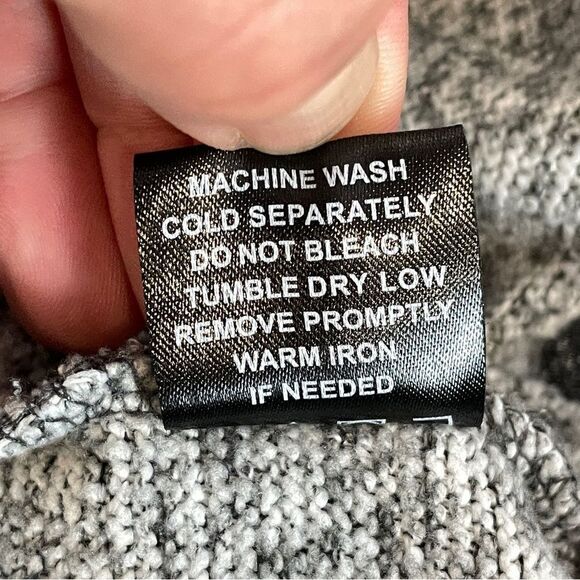 MACHINE WASH
COLD SEPARATELY
DO NOT BLEACH
TUMBLE DRY LOW
REMOVE PROMPTLY
WARM IRON
IF NEEDED